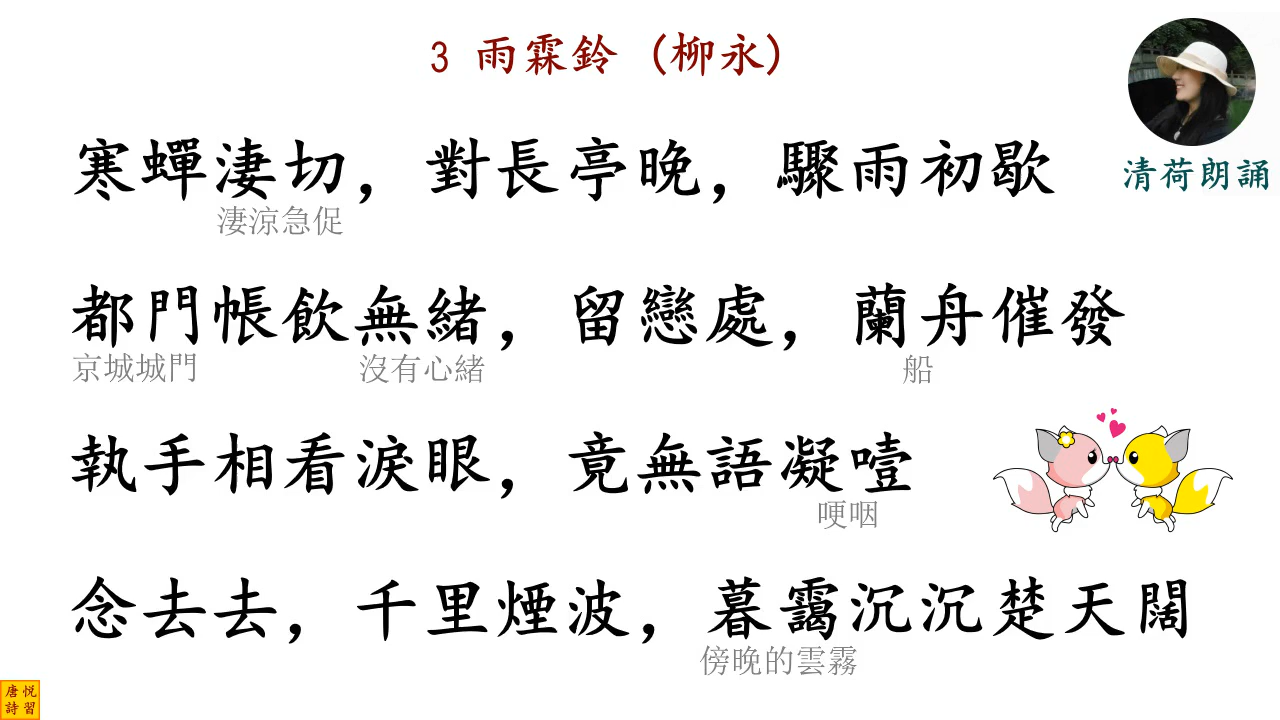 3 雨霖鈴 (柳永)
清荷朗誦
寒蟬淒切，對長亭晚，驟雨初歇
淒涼急促
都門帳飲無緒，留戀處，蘭舟催發
京城城門 沒有心緒 船
執手相看淚眼，竟無語凝噎
哽咽
念去去，千里煙波，暮靄沉沉楚天闊
傍晚的雲霧
唐悅
詩習